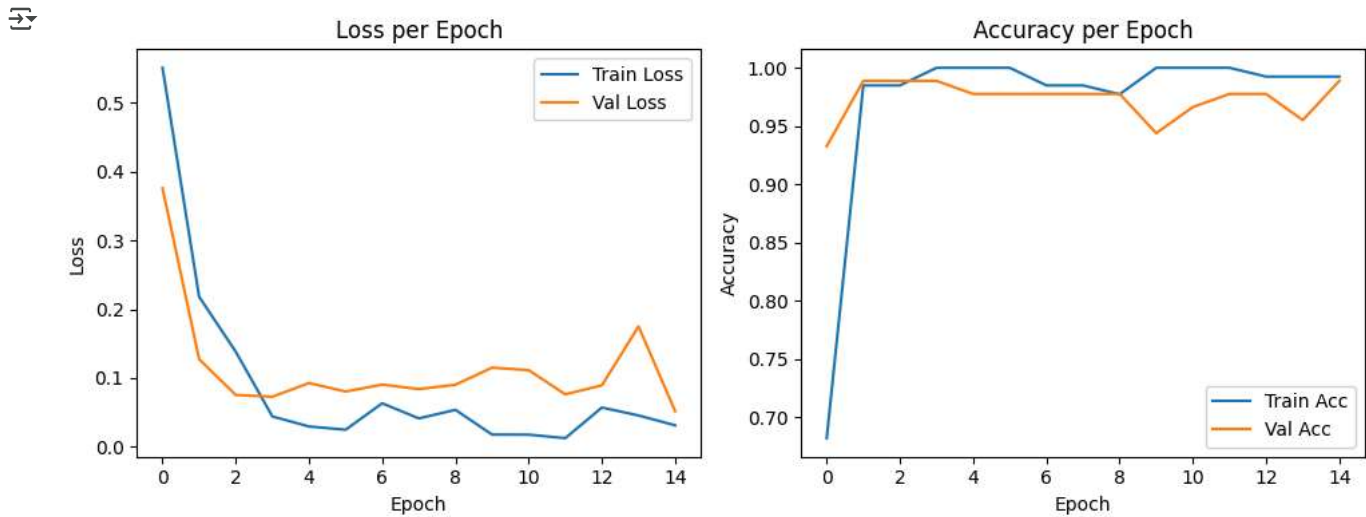 Loss per Epoch
Train Loss
Val Loss
0.5
0.4
0.3
0.2
0.1
0.0
Loss
0 2 4 6 8 10 12 14
Epoch
Accuracy per Epoch
1.00
0.95
0.90
0.85
0.80
0.75
0.70
Accuracy
Train Acc
Val Acc
0 2 4 6 8 10 12 14
Epoch